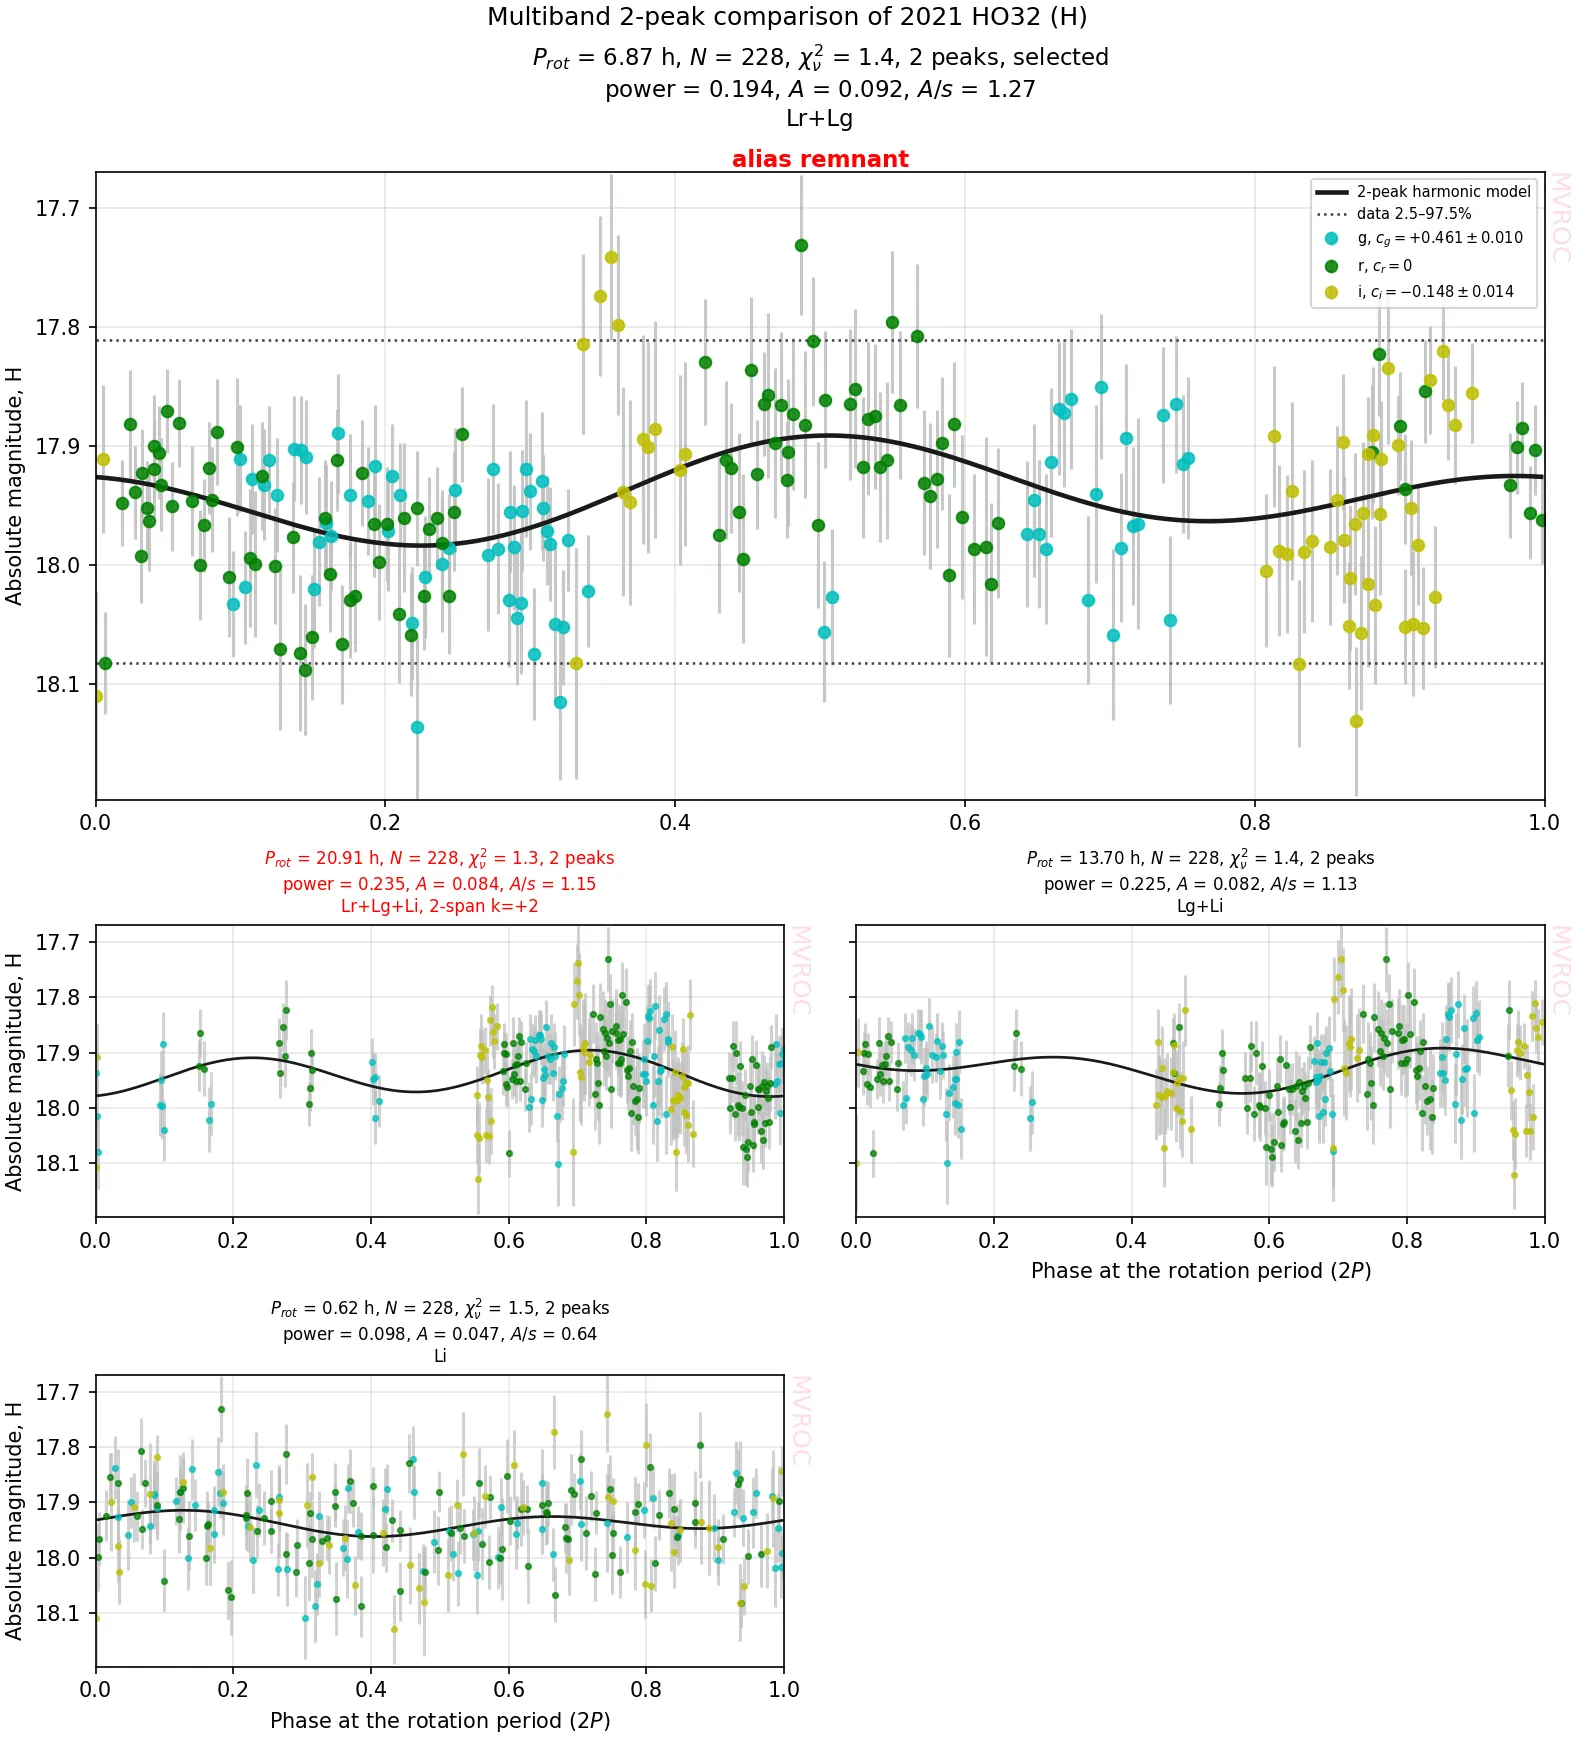 Multiband 2-peak comparison of 2021 HO32 (H)
P_rot = 6.87 h, N = 228, χ²_ν = 1.4, 2 peaks, selected
power = 0.194, A = 0.092, A/s = 1.27
Lr+Lg
alias remnant
2-peak harmonic model
data 2.5–97.5%
g, c_g = +0.461 ± 0.010
r, c_r = 0
i, c_i = −0.148 ± 0.014
MVROC
Absolute magnitude, H
17.7
17.8
17.9
18.0
18.1
0.0 0.2 0.4 0.6 0.8 1.0
P_rot = 20.91 h, N = 228, χ²_ν = 1.3, 2 peaks
power = 0.235, A = 0.084, A/s = 1.15
Lr+Lg+Li, 2-span k=+2
MVROC
Absolute magnitude, H
17.7
17.8
17.9
18.0
18.1
0.0 0.2 0.4 0.6 0.8 1.0
P_rot = 13.70 h, N = 228, χ²_ν = 1.4, 2 peaks
power = 0.225, A = 0.082, A/s = 1.13
Lg+Li
MVROC
0.0 0.2 0.4 0.6 0.8 1.0
Phase at the rotation period (2P)
P_rot = 0.62 h, N = 228, χ²_ν = 1.5, 2 peaks
power = 0.098, A = 0.047, A/s = 0.64
Li
MVROC
Absolute magnitude, H
17.7
17.8
17.9
18.0
18.1
0.0 0.2 0.4 0.6 0.8 1.0
Phase at the rotation period (2P)